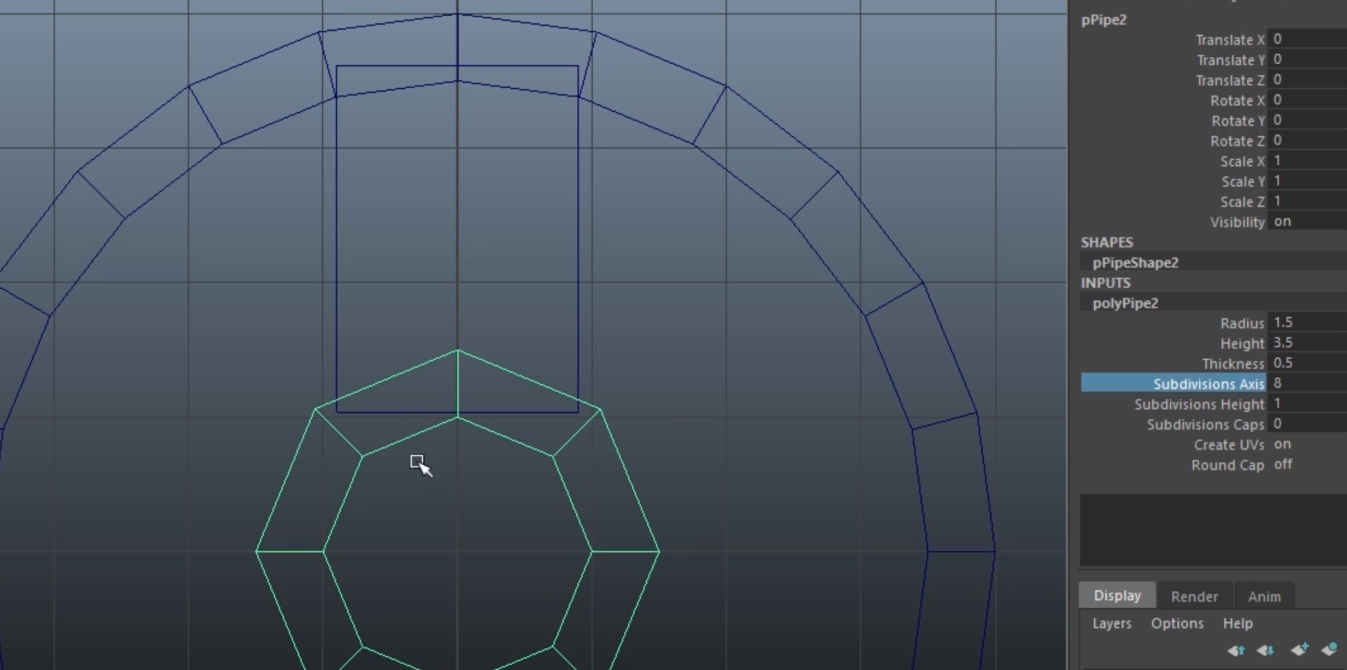 pPipe2
Translate X 0
Translate Y 0
Translate Z 0
Rotate X 0
Rotate Y 0
Rotate Z 0
Scale X 1
Scale Y 1
Scale Z 1
Visibility on
SHAPES
pPipeShape2
INPUTS
polyPipe2
Radius 1.5
Height 3.5
Thickness 0.5
Subdivisions Axis 8
Subdivisions Height 1
Subdivisions Caps 0
Create UVs on
Round Cap off
Display Render Anim
Layers Options Help